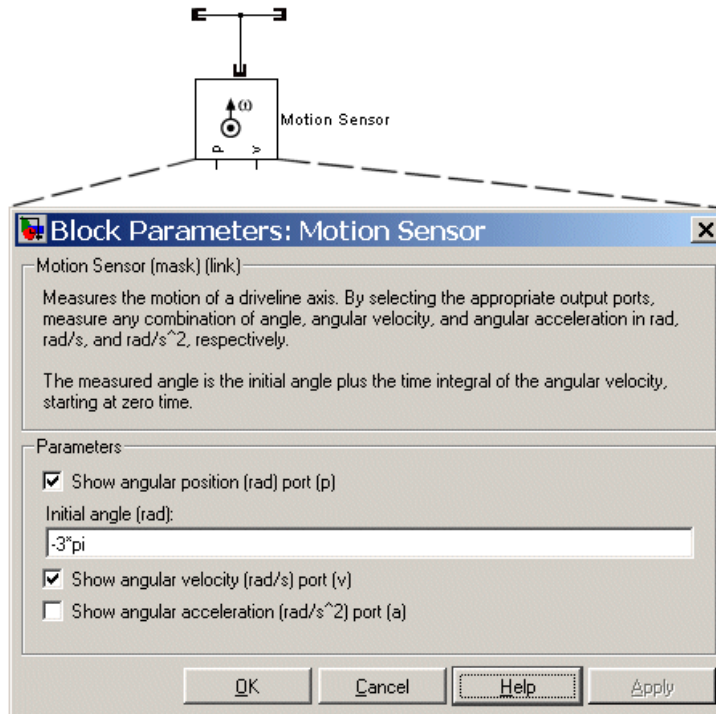 ω
Motion Sensor
p v
Block Parameters: Motion Sensor
Motion Sensor (mask) (link)
Measures the motion of a driveline axis. By selecting the appropriate output ports,
measure any combination of angle, angular velocity, and angular acceleration in rad,
rad/s, and rad/s^2, respectively.
The measured angle is the initial angle plus the time integral of the angular velocity,
starting at zero time.
Parameters
Show angular position (rad) port (p)
Initial angle (rad):
-3*pi
Show angular velocity (rad/s) port (v)
Show angular acceleration (rad/s^2) port (a)
OK Cancel Help Apply